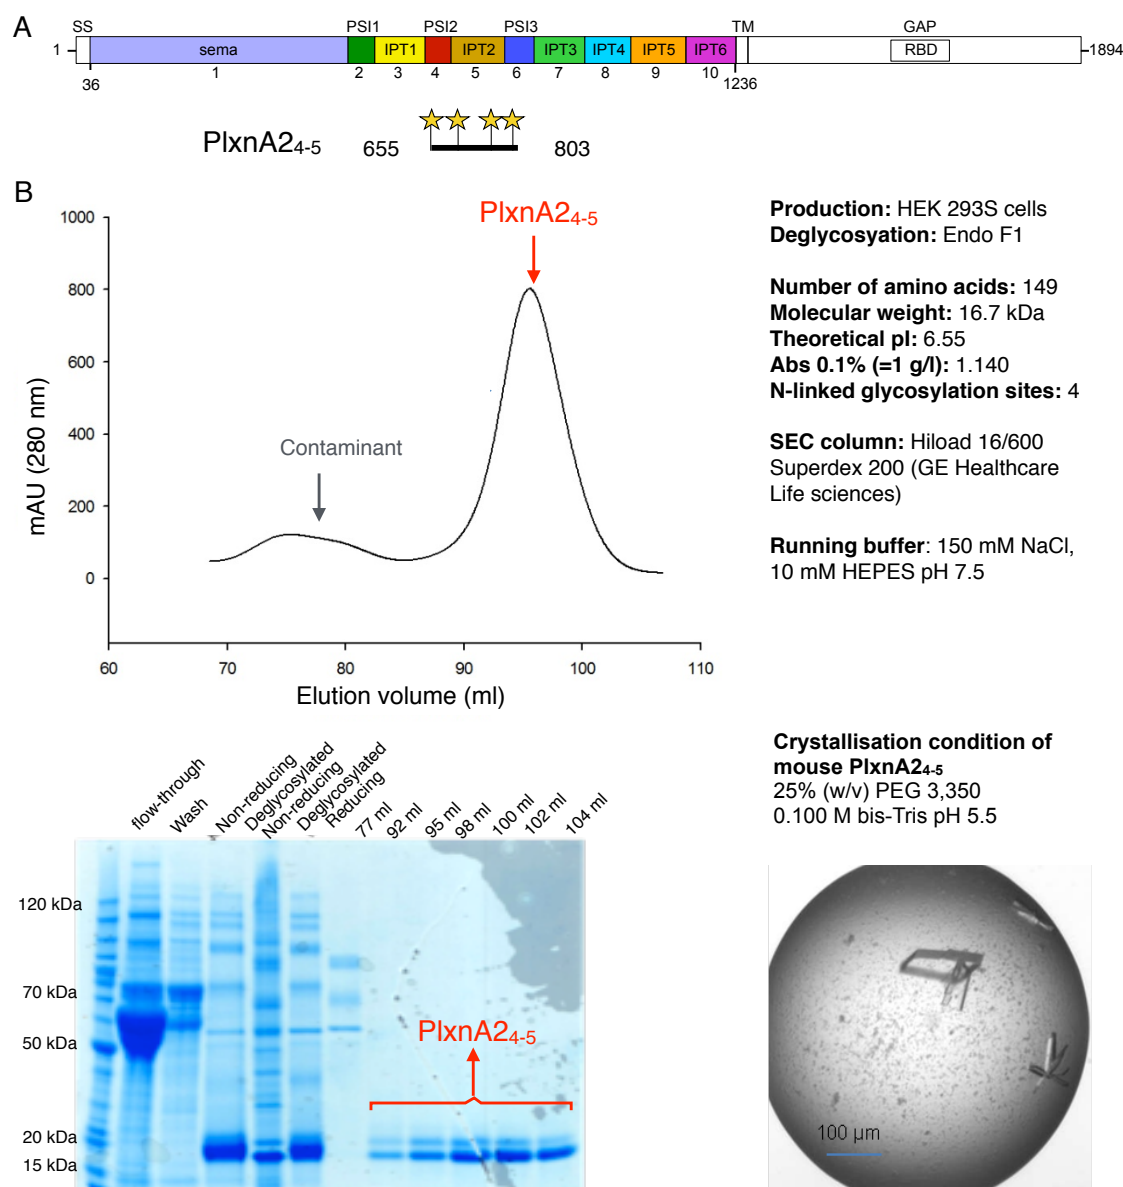 A
SS
PSI1
PSI2
PSI3
TM
GAP
1
sema
IPT1
IPT2
IPT3
IPT4
IPT5
IPT6
RBD
1894
36
1
2
3
4
5
6
7
8
9
10
1236
PlxnA24-5
655
803
B
PlxnA24-5
Contaminant
mAU (280 nm)
1000
800
600
400
200
0
60
70
80
90
100
110
Elution volume (ml)
Production: HEK 293S cells
Deglycosyation: Endo F1
Number of amino acids: 149
Molecular weight: 16.7 kDa
Theoretical pI: 6.55
Abs 0.1% (=1 g/l): 1.140
N-linked glycosylation sites: 4
SEC column: Hiload 16/600
Superdex 200 (GE Healthcare
Life sciences)
Running buffer: 150 mM NaCl,
10 mM HEPES pH 7.5
flow-through
Wash
Non-reducing
Deglycosylated
Non-reducing
Deglycosylated
Reducing
77 ml
92 ml
95 ml
98 ml
100 ml
102 ml
104 ml
120 kDa
70 kDa
50 kDa
20 kDa
15 kDa
PlxnA24-5
Crystallisation condition of
mouse PlxnA24-5
25% (w/v) PEG 3,350
0.100 M bis-Tris pH 5.5
100 µm